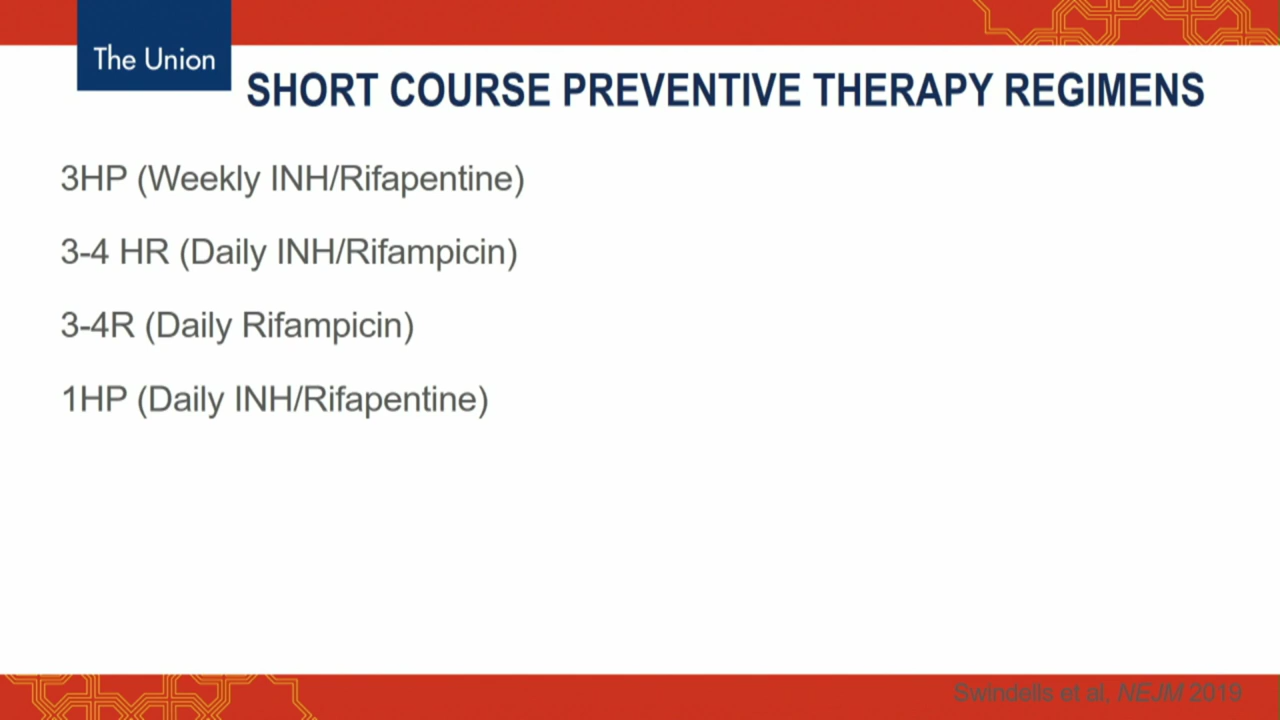 The Union
SHORT COURSE PREVENTIVE THERAPY REGIMENS
3HP (Weekly INH/Rifapentine)
3-4 HR (Daily INH/Rifampicin)
3-4R (Daily Rifampicin)
1HP (Daily INH/Rifapentine)
Swindells et al, NEJM 2019